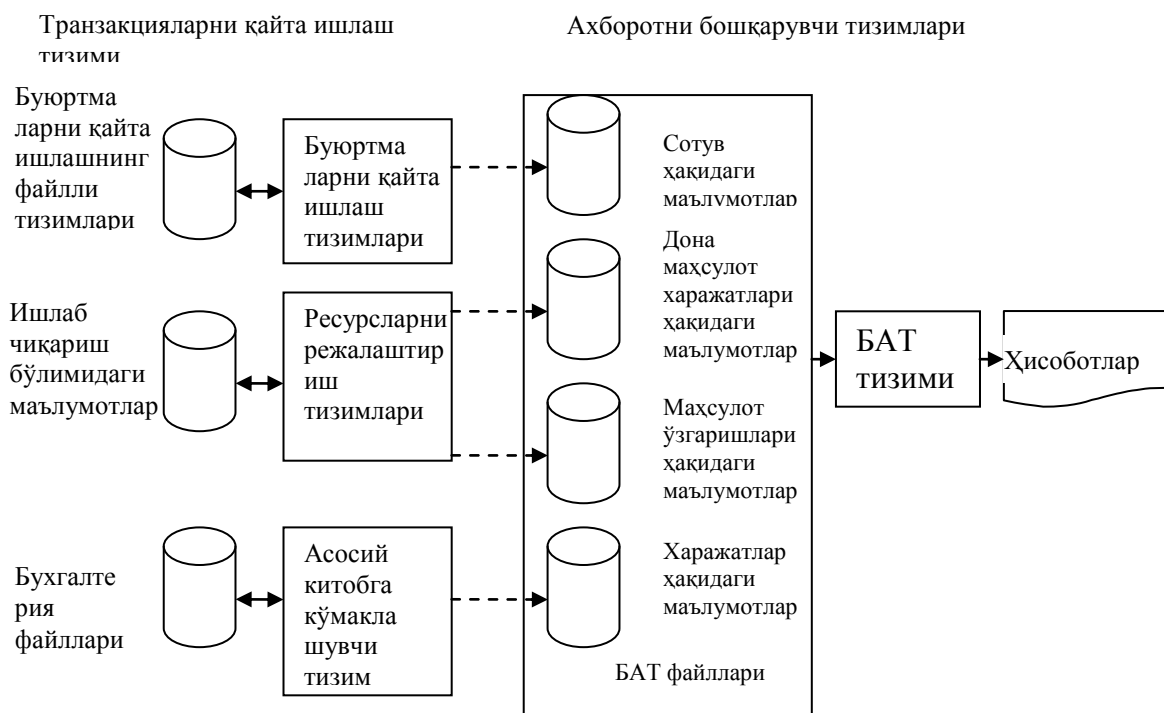 Транзакцияларни қайта ишлаш
тизими
Ахборотни бошқарувчи тизимлари
Буюртма
ларни қайта
ишлашнинг
файлли
тизимлари
Буюртма
ларни қайта
ишлаш
тизимлари
Сотув
ҳақидаги
маълумотлар
Дона
маҳсулот
харажатлари
ҳақидаги
маълумотлар
Ишлаб
чиқариш
бўлимидаги
маълумотлар
Ресурсларни
режалаштир
иш
тизимлари
БАТ
тизими
Ҳисоботлар
Маҳсулот
ўзгаришлари
ҳақидаги
маълумотлар
Бухгалте
рия
файллари
Асосий
китобга
кўмакла
шувчи
тизим
Харажатлар
ҳақидаги
маълумотлар
БАТ файллари